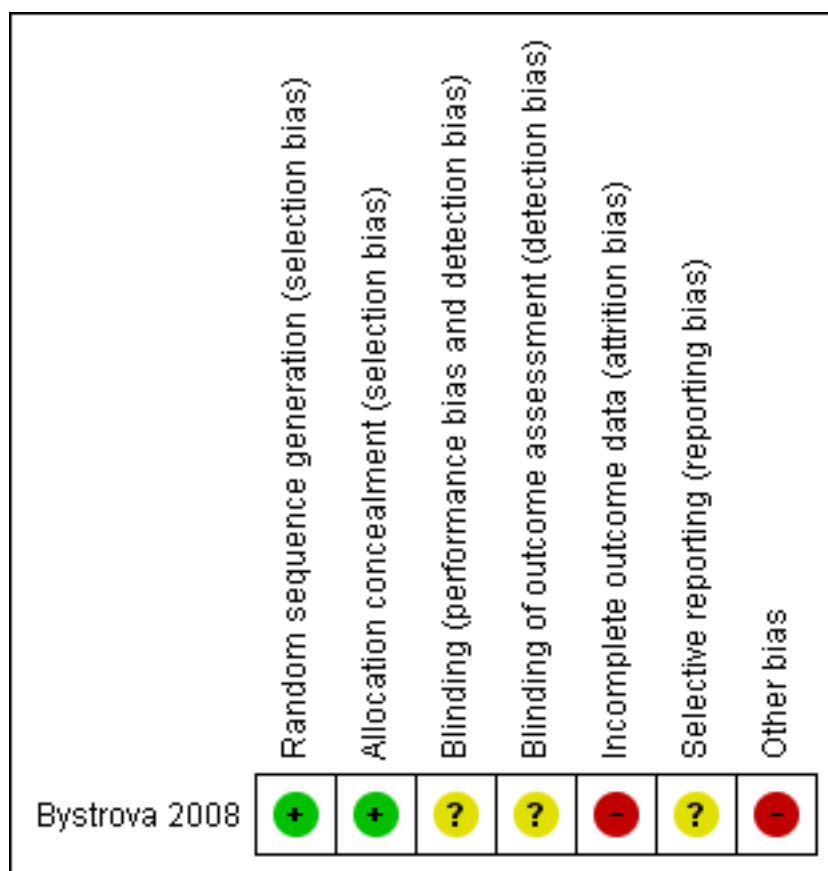 Random sequence generation (selection bias)
Allocation concealment (selection bias)
Blinding (performance bias and detection bias)
Blinding of outcome assessment (detection bias)
Incomplete outcome data (attrition bias)
Selective reporting (reporting bias)
Other bias
Bystrova 2008 + + ? ? - ? -